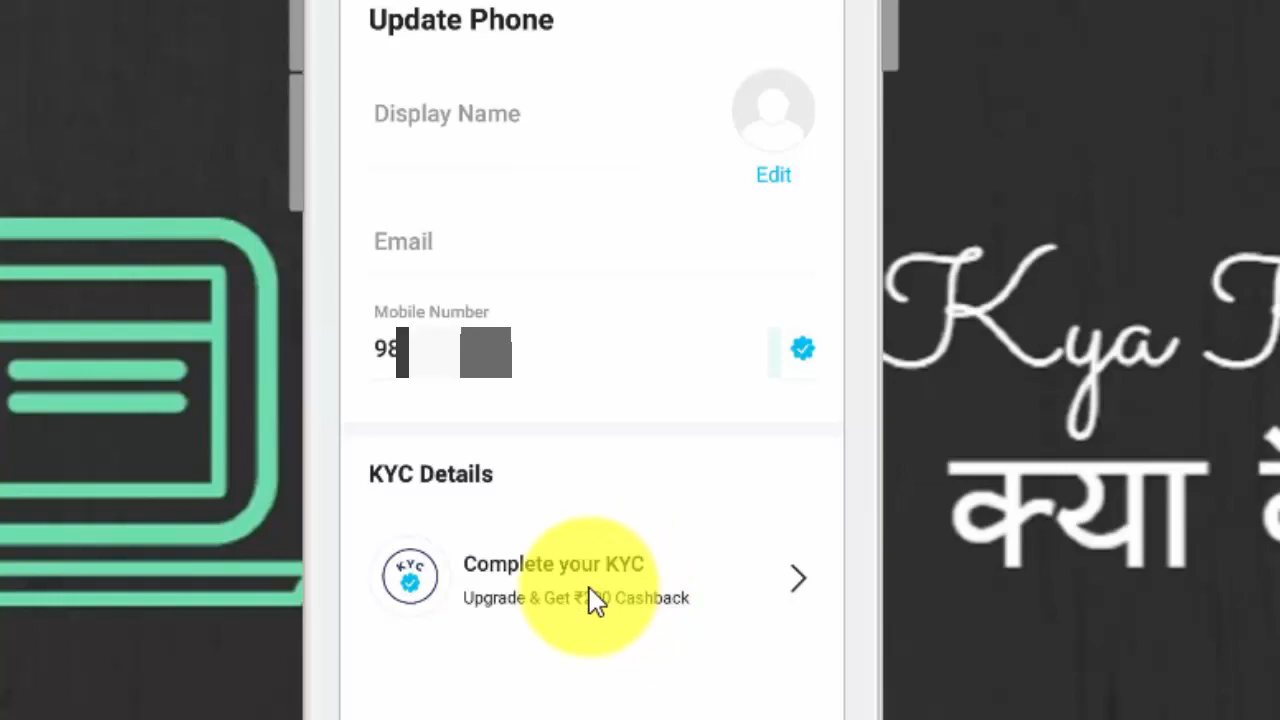 Update Phone
Display Name
Edit
Email
Mobile Number
98
KYC Details
KYC
Complete your KYC
Upgrade & Get Cashback
Kya
क्या